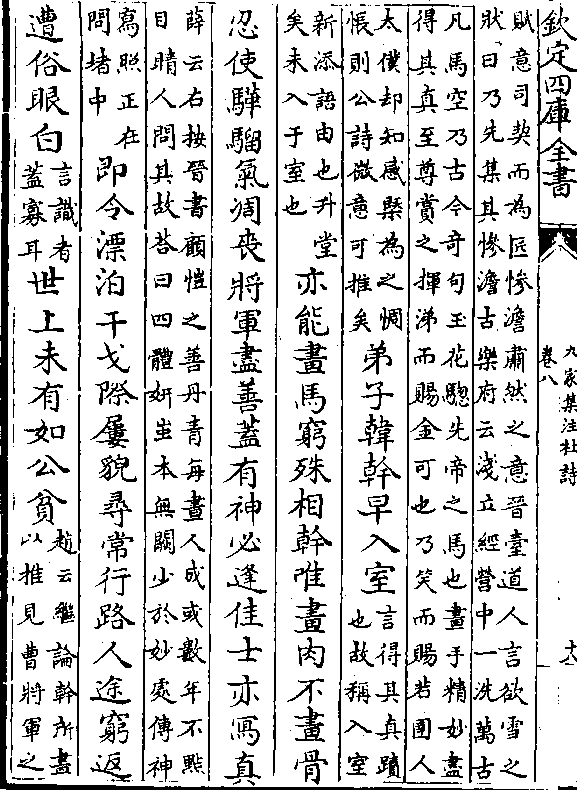 欽定四庫全書
九家集注杜詩
卷八
賦意司契而為匠慘澹肅然之意晉臺道人言欲雪之
狀曰乃先集其慘澹古樂府云淺立經營中一洗萬古
凡馬空乃古今奇句玉花驄先帝之馬也畫手精妙盡
得其真至尊賞之揮涕而賜金可也乃笑而賜若圉人
太僕却知感槩為之惆
悵則公詩微意可推矣
弟子韓幹早入室
言得其真蹟
也故稱入室
新添語由也升堂
矣未入于室也
亦能畫馬窮殊相幹惟畫肉不畫骨
忍使驊騮氣凋喪將軍盡善蓋有神必逢佳士亦寫真
薛云右按晉書顧愷之善丹青每畫人成或數年不點
目睛人問其故荅曰四體妍蚩本無闕少於妙處傳神
寫照正在
問堵中
即今漂泊干戈際屢貌尋常行路人途窮返
遭俗眼白
言識者
蓋寡耳
世上未有如公貧
趙云繼論幹所畫
以推見曹將軍之